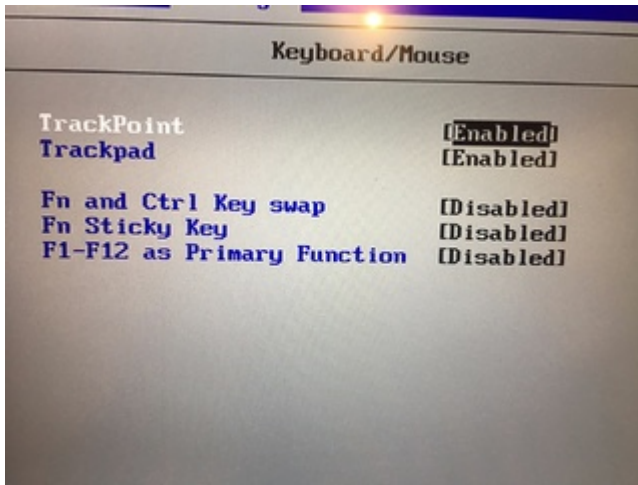 Keyboard/Mouse
TrackPoint [Enabled]
Trackpad [Enabled]
Fn and Ctrl Key swap [Disabled]
Fn Sticky Key [Disabled]
F1-F12 as Primary Function [Disabled]